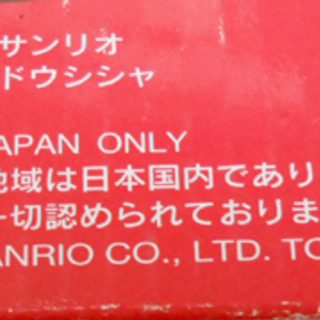 サンリオ
ドウシシャ
JAPAN ONLY
地域は日本国内であり
一切認められておりま
ANRIO CO., LTD. TO